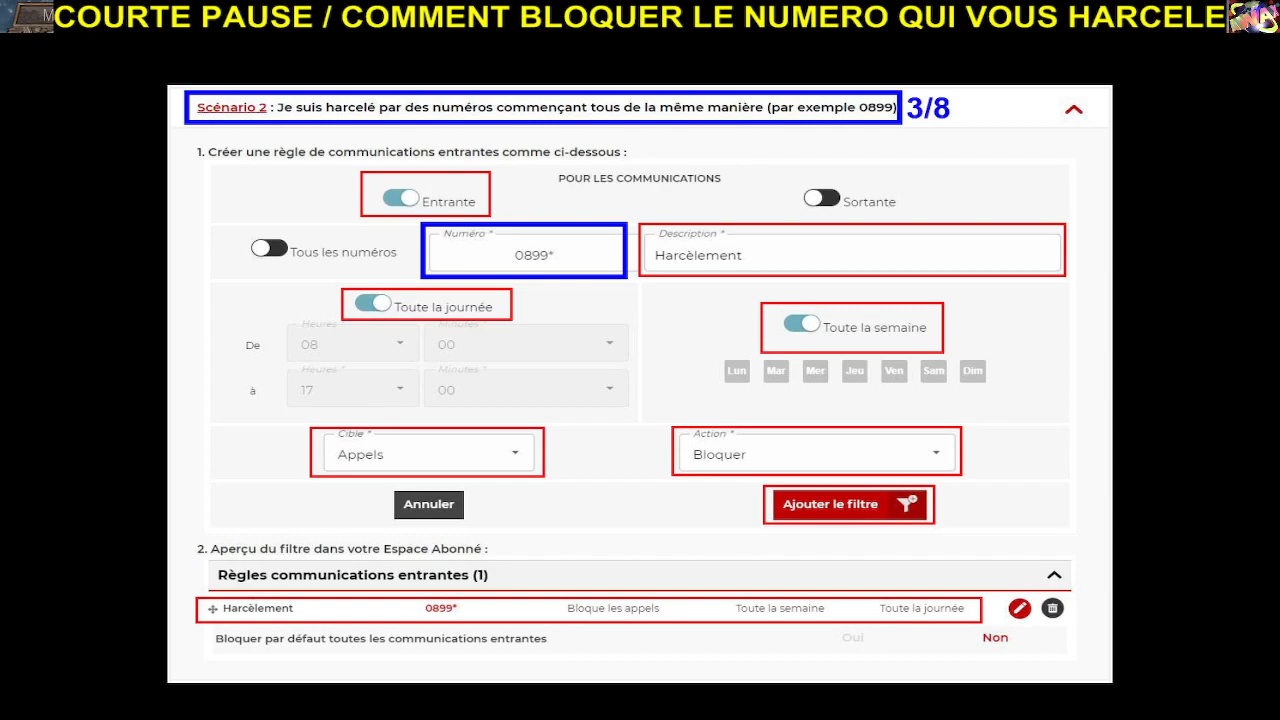 COURTE PAUSE / COMMENT BLOQUER LE NUMERO QUI VOUS HARCELE
Scénario 2 : Je suis harcelé par des numéros commençant tous de la même manière (par exemple 0899) 3/8
1. Créer une règle de communications entrantes comme ci-dessous :
POUR LES COMMUNICATIONS
Entrante Sortante
Numéro * Description *
Tous les numéros 0899* Harcèlement
Toute la journée Toute la semaine
Heures Minutes *
De 08 00
Lun Mar Mer Jeu Ven Sam Dim
Heures * Minutes *
à 17 00
Cible * Action *
Appels Bloquer
Annuler Ajouter le filtre
2. Aperçu du filtre dans votre Espace Abonné :
Règles communications entrantes (1)
Harcèlement 0899* Bloque les appels Toute la semaine Toute la journée
Bloquer par défaut toutes les communications entrantes Oui Non